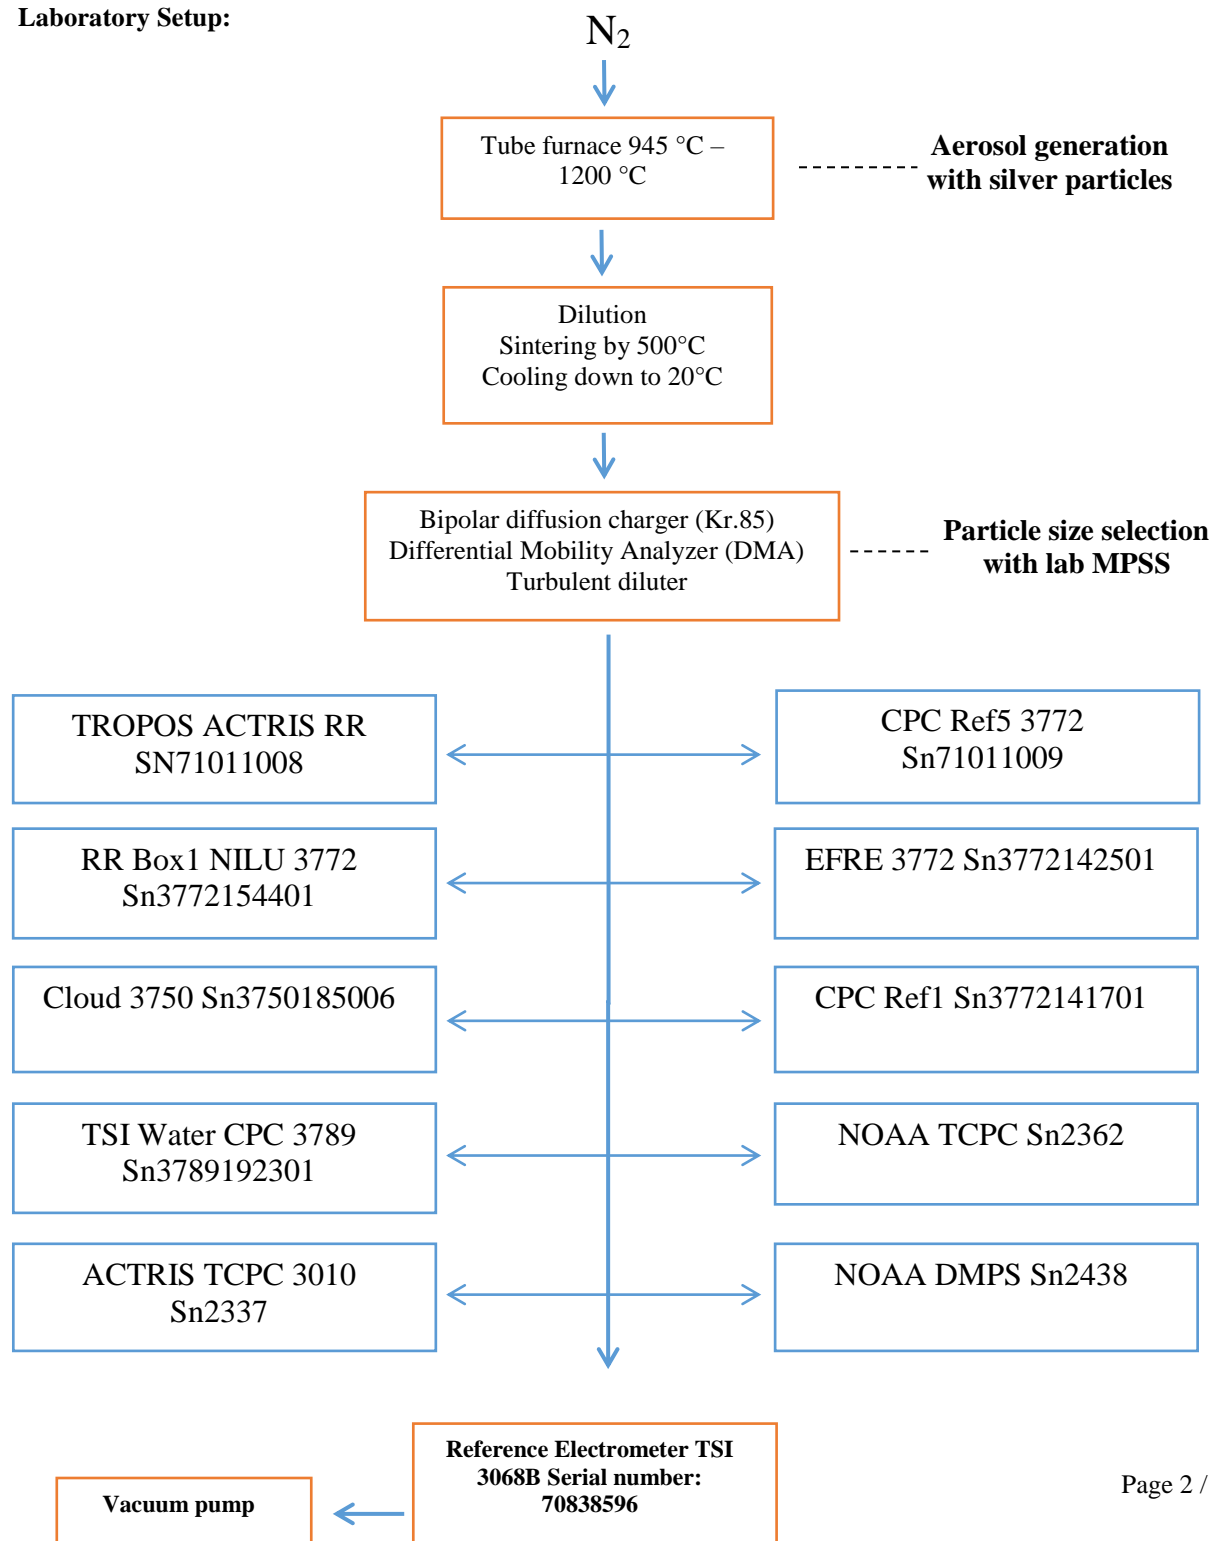 Laboratory Setup:
N₂
Tube furnace 945 °C –
1200 °C
Aerosol generation
with silver particles
Dilution
Sintering by 500°C
Cooling down to 20°C
Bipolar diffusion charger (Kr.85)
Differential Mobility Analyzer (DMA)
Turbulent diluter
Particle size selection
with lab MPSS
TROPOS ACTRIS RR
SN71011008
CPC Ref5 3772
Sn71011009
RR Box1 NILU 3772
Sn3772154401
EFRE 3772 Sn3772142501
Cloud 3750 Sn3750185006
CPC Ref1 Sn3772141701
TSI Water CPC 3789
Sn3789192301
NOAA TCPC Sn2362
ACTRIS TCPC 3010
Sn2337
NOAA DMPS Sn2438
Reference Electrometer TSI
3068B Serial number:
70838596
Vacuum pump
Page 2 /